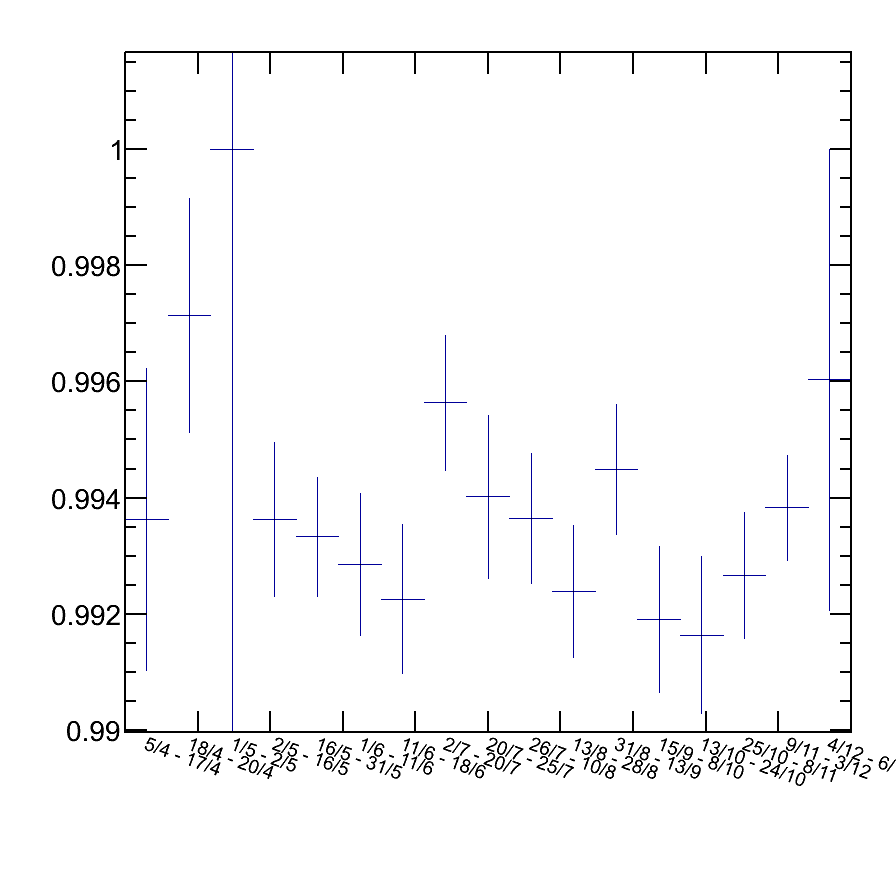 1
0.998
0.996
0.994
0.992
0.99
5/4 - 17/4
18/4 - 20/4
1/5 - 2/5
2/5 - 16/5
16/5 - 31/5
1/6 - 11/6
11/6 - 18/6
2/7 - 20/7
20/7 - 25/7
26/7 - 10/8
13/8 - 28/8
31/8 - 13/9
15/9 - 8/10
13/10 - 24/10
25/10 - 8/11
9/11 - 3/12
4/12 - 6/